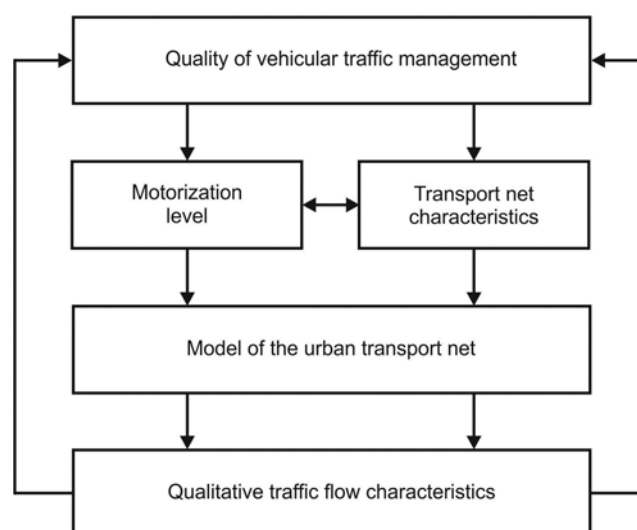 Quality of vehicular traffic management
Motorization
level
Transport net
characteristics
Model of the urban transport net
Qualitative traffic flow characteristics